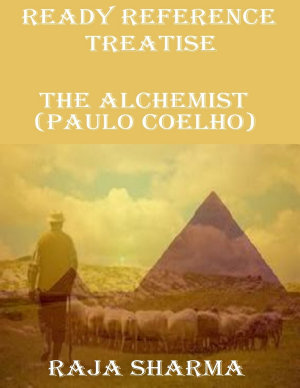 READY REFERENCE
TREATISE
THE ALCHEMIST
(PAULO COELHO)
RAJA SHARMA